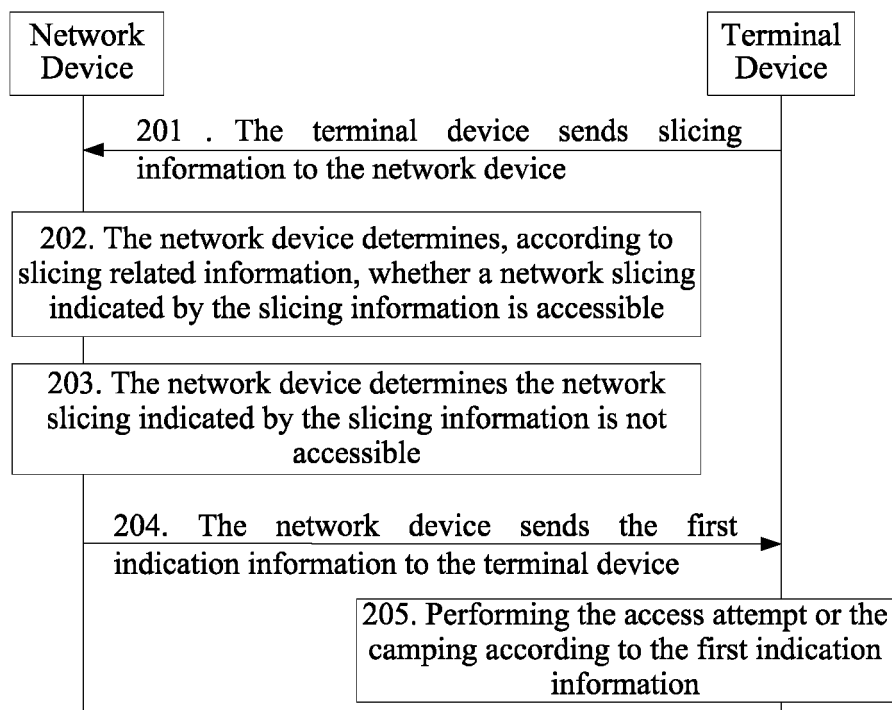 Network
Device
Terminal
Device
201 . The terminal device sends slicing
information to the network device
202. The network device determines, according to
slicing related information, whether a network slicing
indicated by the slicing information is accessible
203. The network device determines the network
slicing indicated by the slicing information is not
accessible
204. The network device sends the first
indication information to the terminal device
205. Performing the access attempt or the
camping according to the first indication
information